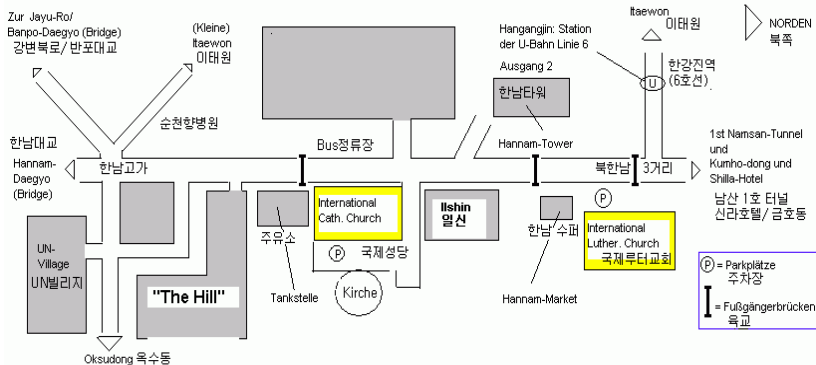 Zur Jayu-Ro/
Banpo-Daegyo (Bridge)
강변북로/ 반포대교
(Kleine)
Itaewon
이태원
Hangangjin: Station
der U-Bahn Linie 6
Itaewon
이태원
NORDEN
북쪽
Ausgang 2
한남타워
U
한강진역
(6호선)
순천향병원
한남대교
Hannam-
Daegyo
(Bridge)
한남고가
Bus정류장
Hannam-Tower
북한남 3거리
1st Namsan-Tunnel
und
Kumho-dong und
Shilla-Hotel
남산 1호 터널
신라호텔/ 금호동
UN-
Village
UN빌리지
"The Hill"
주유소
International
Cath. Church
P 국제성당
Ilshin
일신
한남 수퍼
P
International
Luther. Church
국제루터교회
Tankstelle
Kirche
Hannam-Market
P = Parkplätze
주차장
= Fußgängerbrücken
육교
Oksudong 옥수동